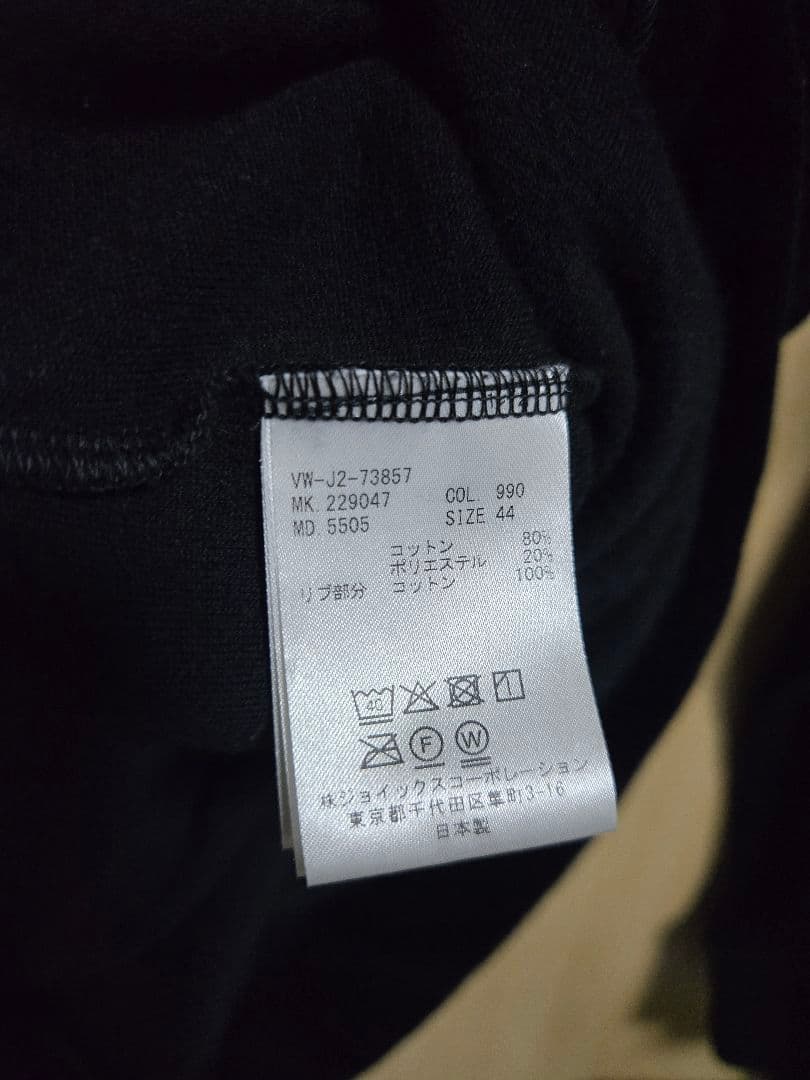 VW-J2-73857
MK. 229047 COL. 990
MD. 5505 SIZE 44
コットン 80%
ポリエステル 20%
リブ部分 コットン 100%
40
F W
㈱ジョイックスコーポレーション
東京都千代田区隼町3-16
日本製